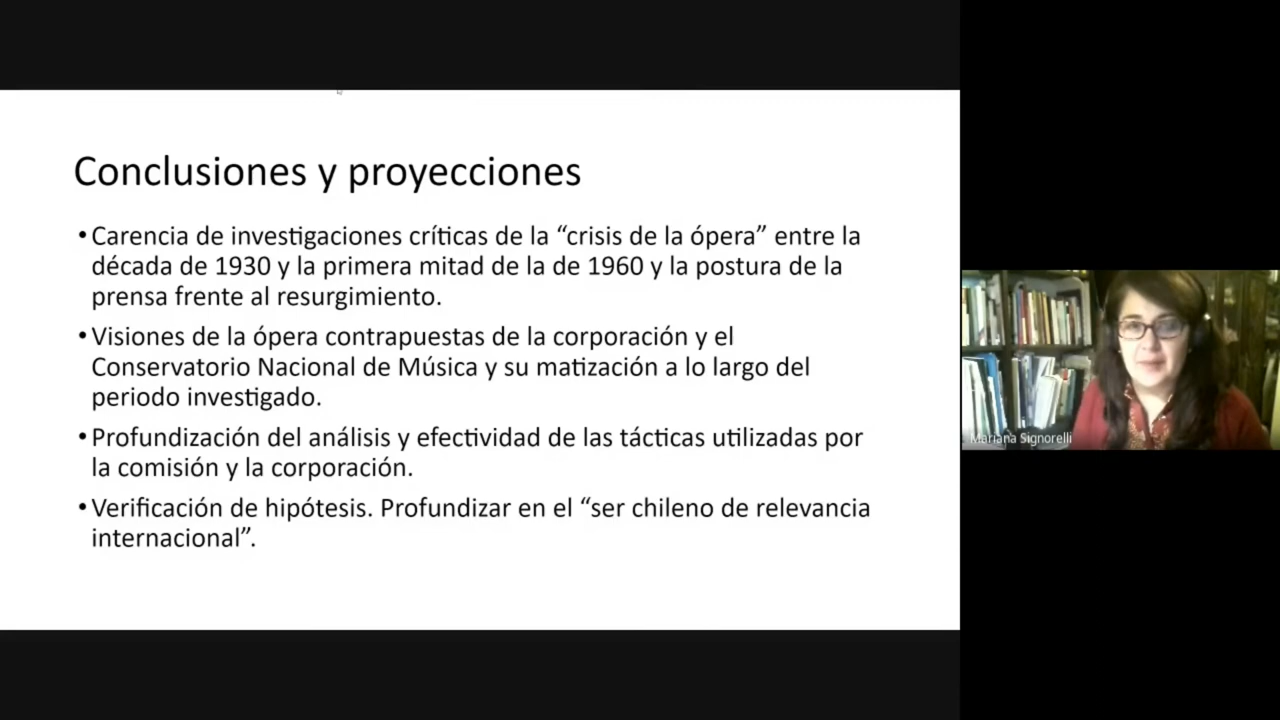 Conclusiones y proyecciones
•Carencia de investigaciones críticas de la “crisis de la ópera” entre la
década de 1930 y la primera mitad de la de 1960 y la postura de la
prensa frente al resurgimiento.
•Visiones de la ópera contrapuestas de la corporación y el
Conservatorio Nacional de Música y su matización a lo largo del
periodo investigado.
•Profundización del análisis y efectividad de las tácticas utilizadas por
la comisión y la corporación.
•Verificación de hipótesis. Profundizar en el “ser chileno de relevancia
internacional”.
Mariana Signorelli